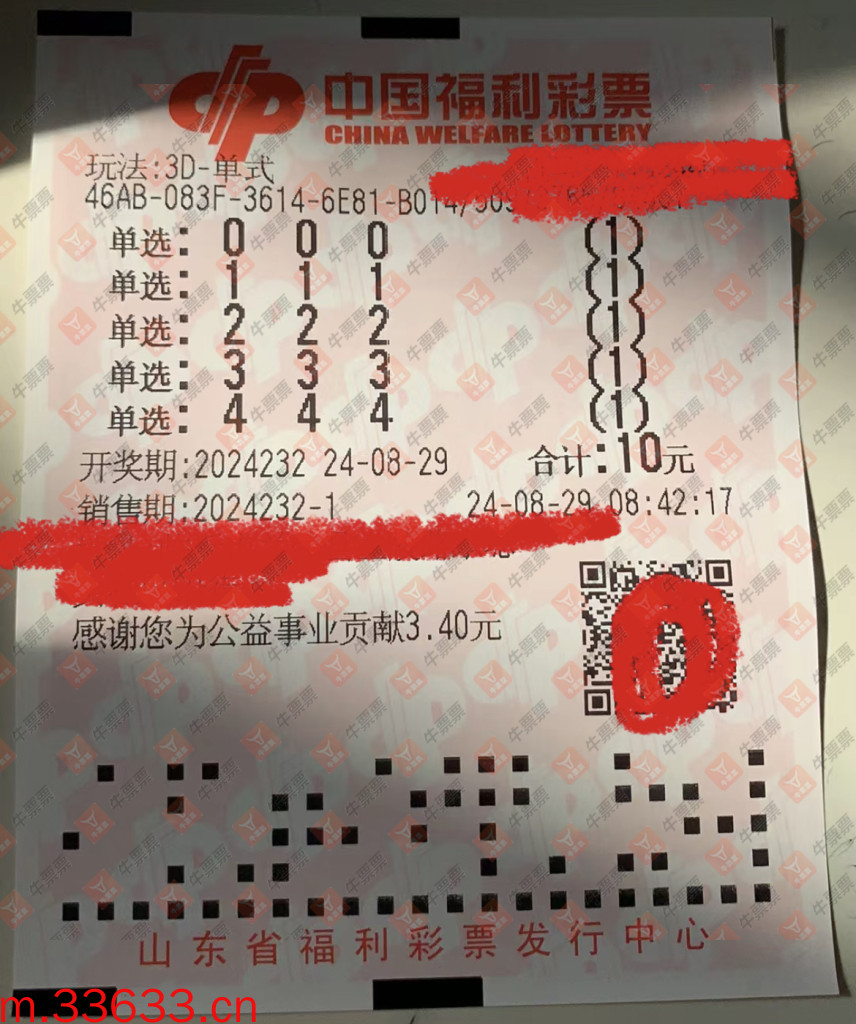 中国福利彩票
CHINA WELFARE LOTTERY
玩法:3D-单式
46AB-083F-3614-6E81-B014/
单选: 0 0 0 (1)
单选: 1 1 1 (1)
单选: 2 2 2 (1)
单选: 3 3 3 (1)
单选: 4 4 4 (1)
开奖期:2024232 24-08-29 合计:10元
销售期:2024232-1 24-08-29 08:42:17
感谢您为公益事业贡献3.40元
山东省福利彩票发行中心
m.33633.cn
牛票票